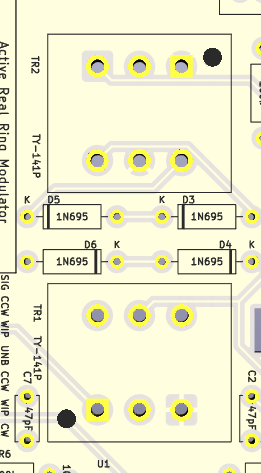 Active Real Ring Modulator
TR2
TY-141P
K
D5
1N695
K
D3
1N695
D6
1N695
K
D4
1N695
K
SIG CCW WIP UNB CCW WIP CW
TR1
TY-141P
C7
47pF
C2
47pF
R6
U1